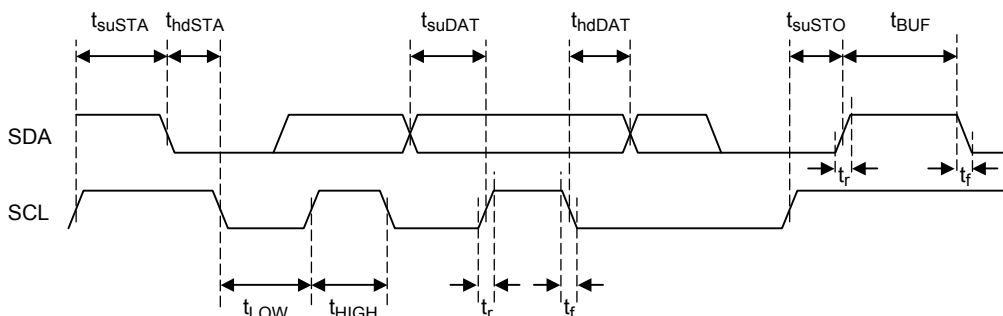 tsuSTA thdSTA tsuDAT thdDAT tsuSTO tBUF
SDA
tr tf
SCL
tLOW tHIGH tr tf